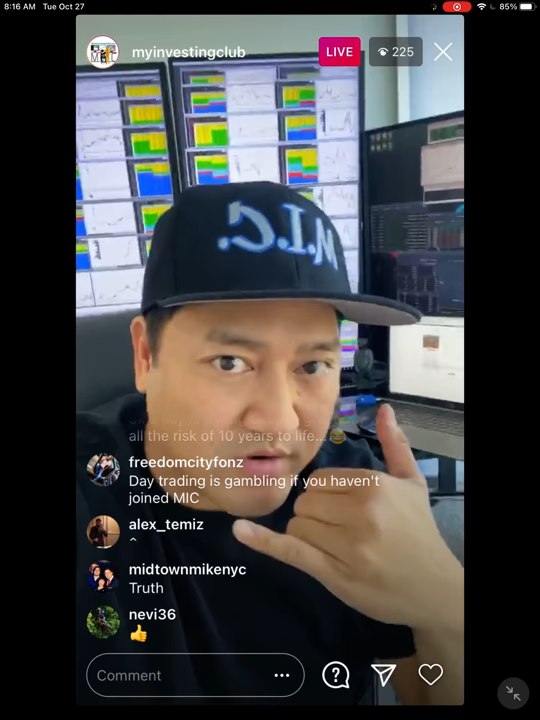 8:16 AM Tue Oct 27
85%
myinvestingclub
LIVE
225
M.I.C.
all the risk of 10 years to life...😂
freedomcityfonz
Day trading is gambling if you haven't
joined MIC
alex_temiz
^
midtownmikenyc
Truth
nevi36
👍
Comment